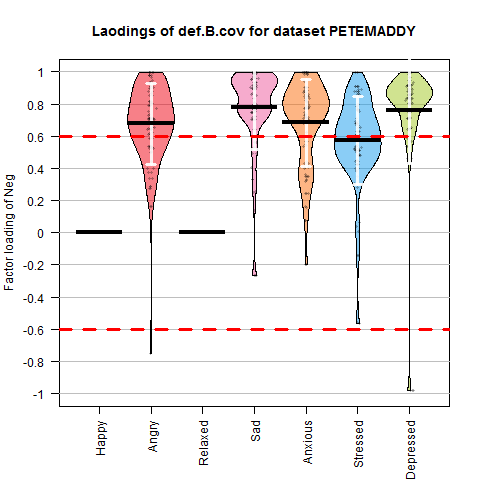 Laodings of def.B.cov for dataset PETEMADDY
Factor loading of Neg
1
0.8
0.6
0.4
0.2
0
-0.2
-0.4
-0.6
-0.8
-1
Happy
Angry
Relaxed
Sad
Anxious
Stressed
Depressed